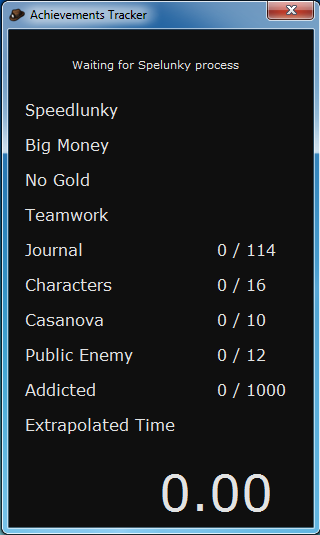 Achievements Tracker
Waiting for Spelunky process
Speedlunky
Big Money
No Gold
Teamwork
Journal 0 / 114
Characters 0 / 16
Casanova 0 / 10
Public Enemy 0 / 12
Addicted 0 / 1000
Extrapolated Time
0.00